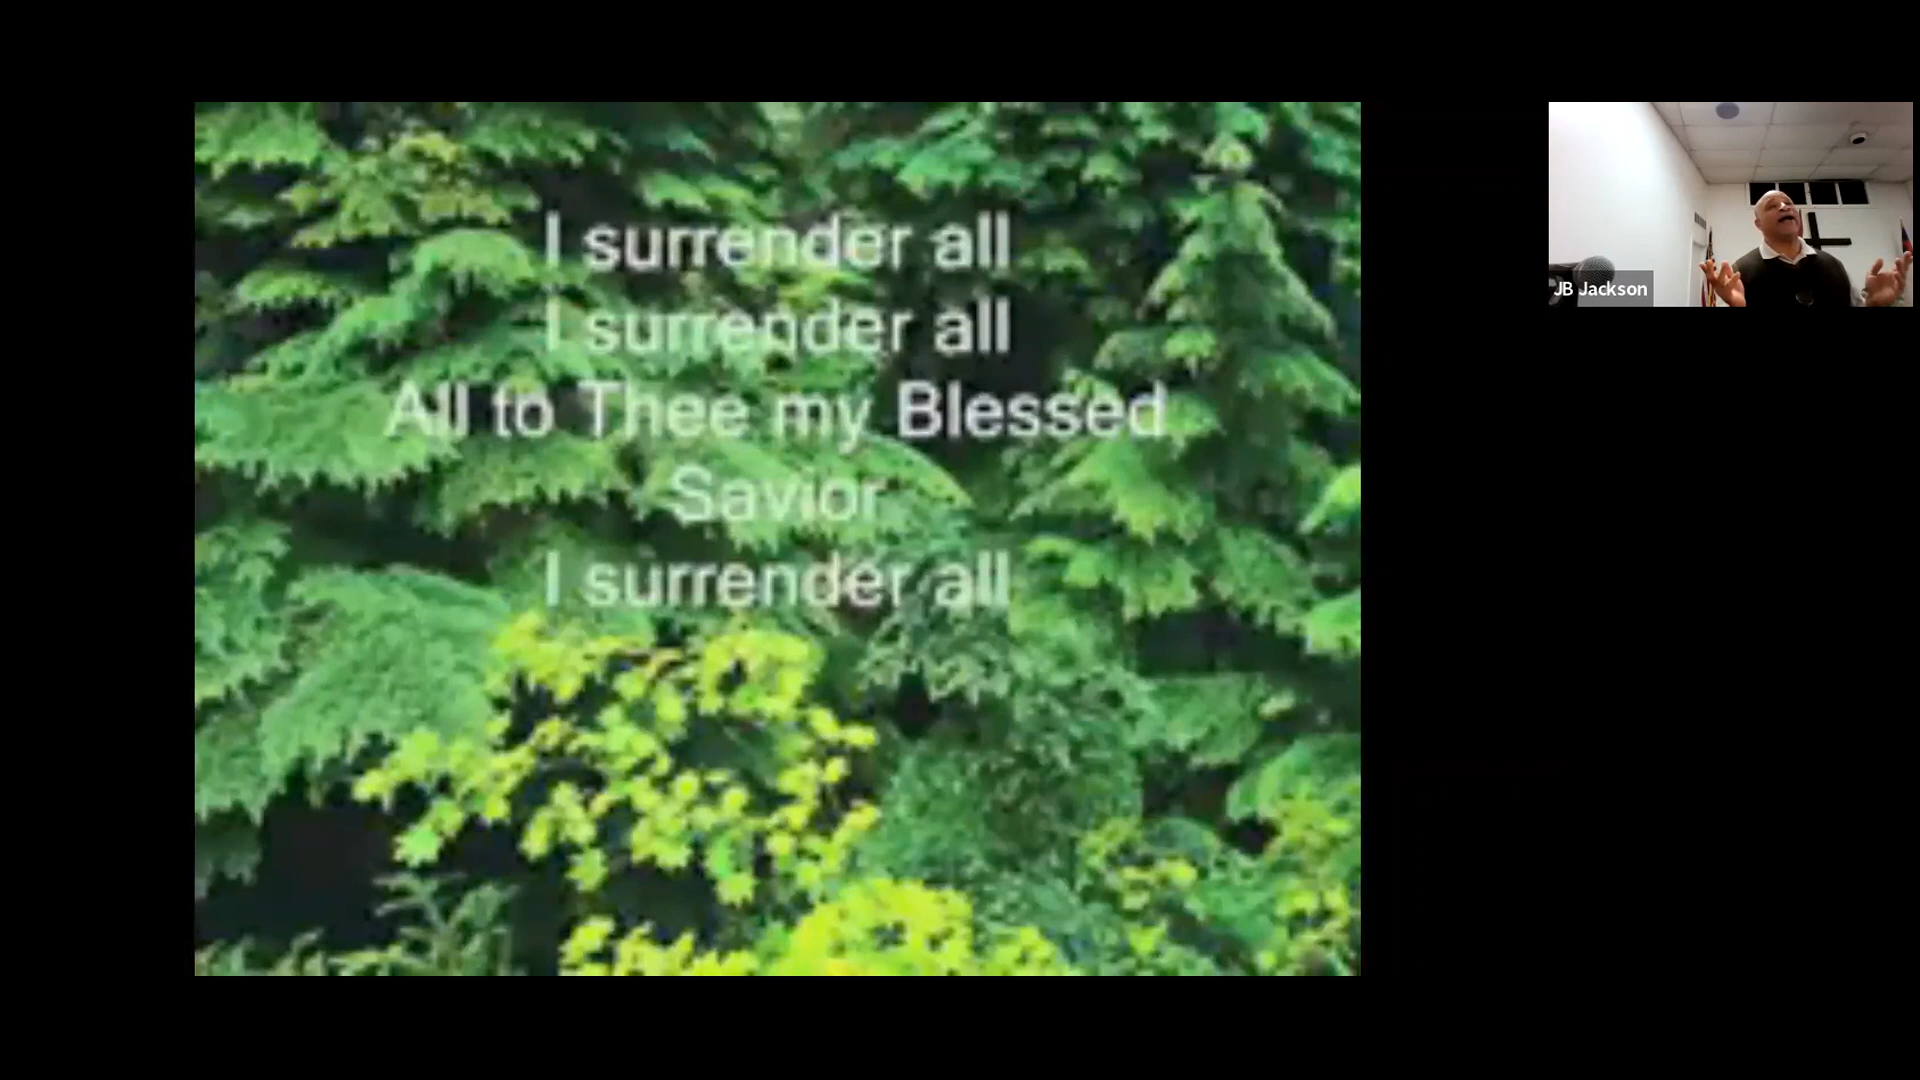 I surrender all
I surrender all
All to Thee my Blessed
Savior
I surrender all
JB Jackson